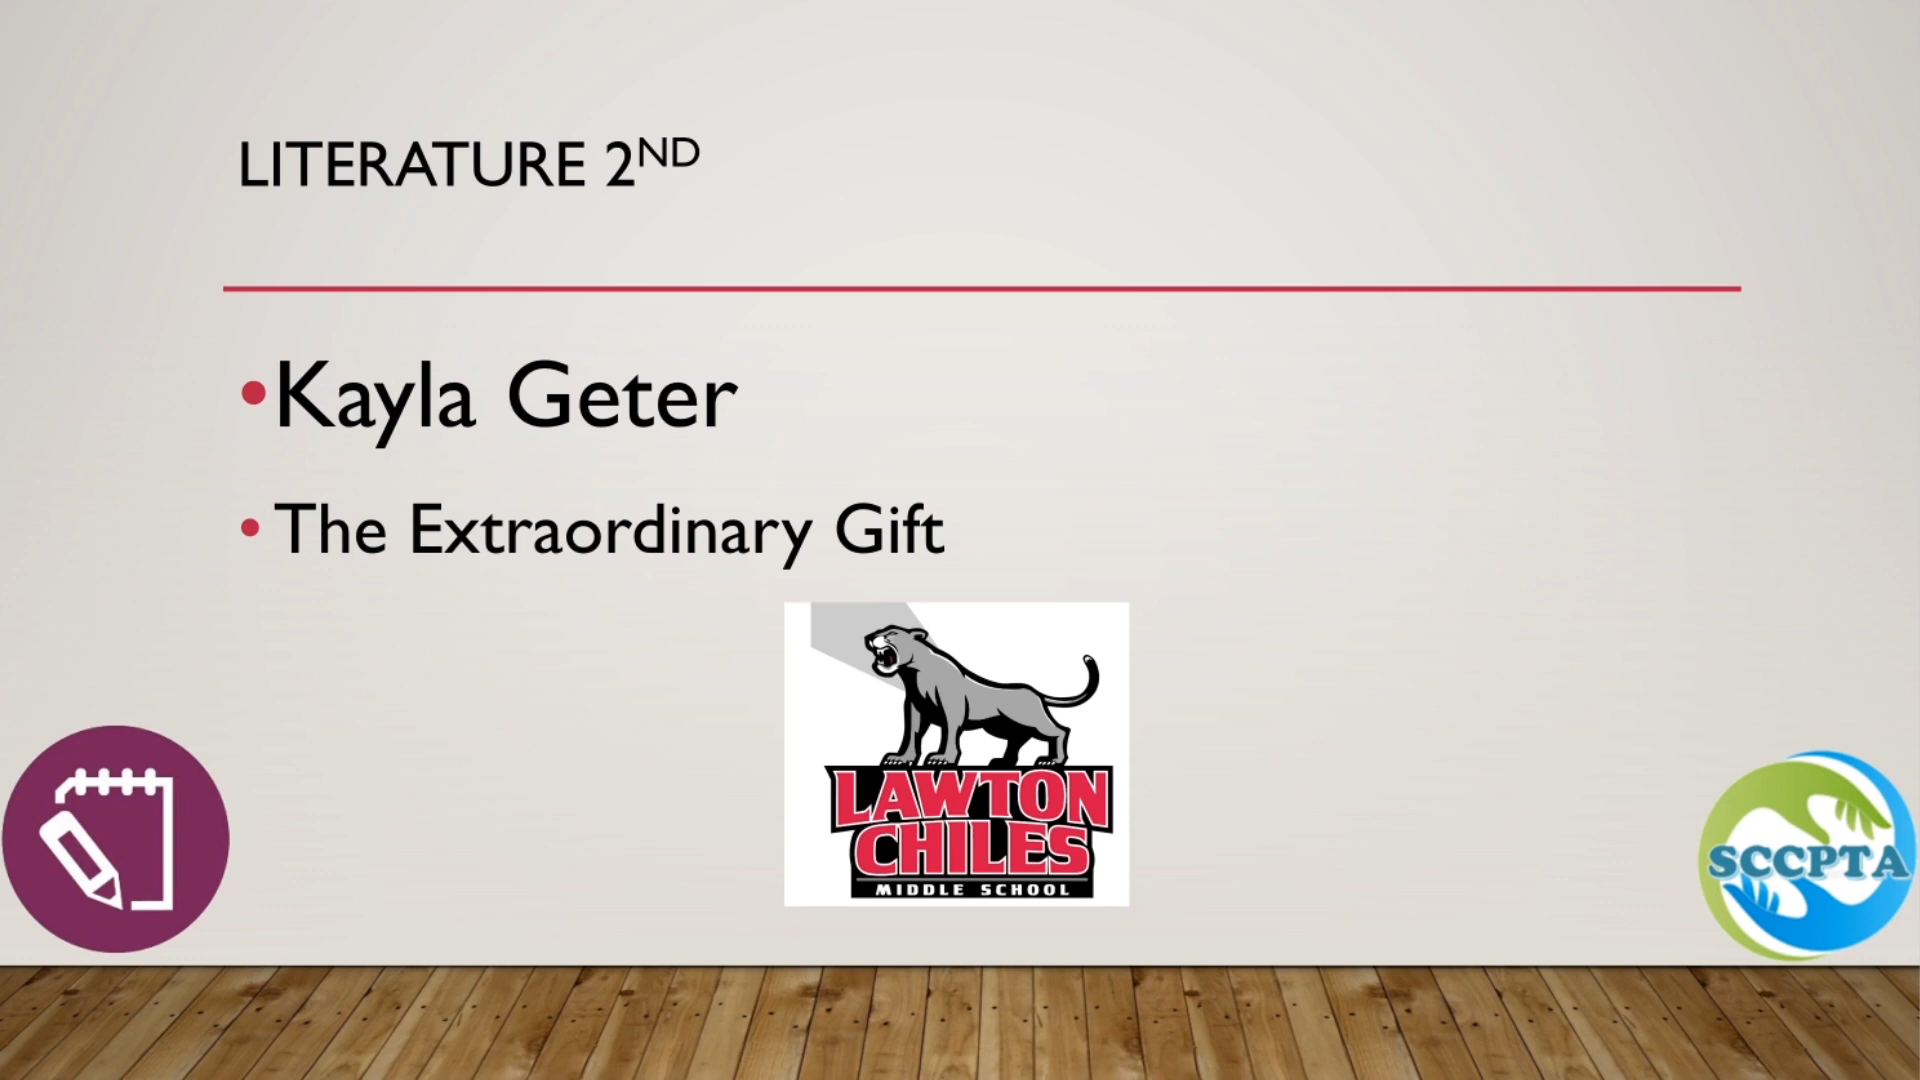 LITERATURE 2ND
•Kayla Geter
• The Extraordinary Gift
LAWTON
CHILES
MIDDLE SCHOOL
SCCPTA